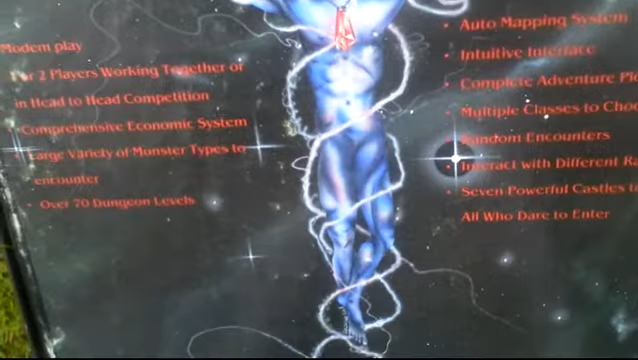 Modem play
For 2 Players Working Together or
in Head to Head Competition
Comprehensive Economic System
Large Variety of Monster Types to
encounter
• Over 70 Dungeon Levels
• Auto Mapping System
• Intuitive Interface
• Complete Adventure
• Multiple Classes to
• Random Encounters
• Interact with Different
• Seven Powerful Castles
All Who Dare to Enter